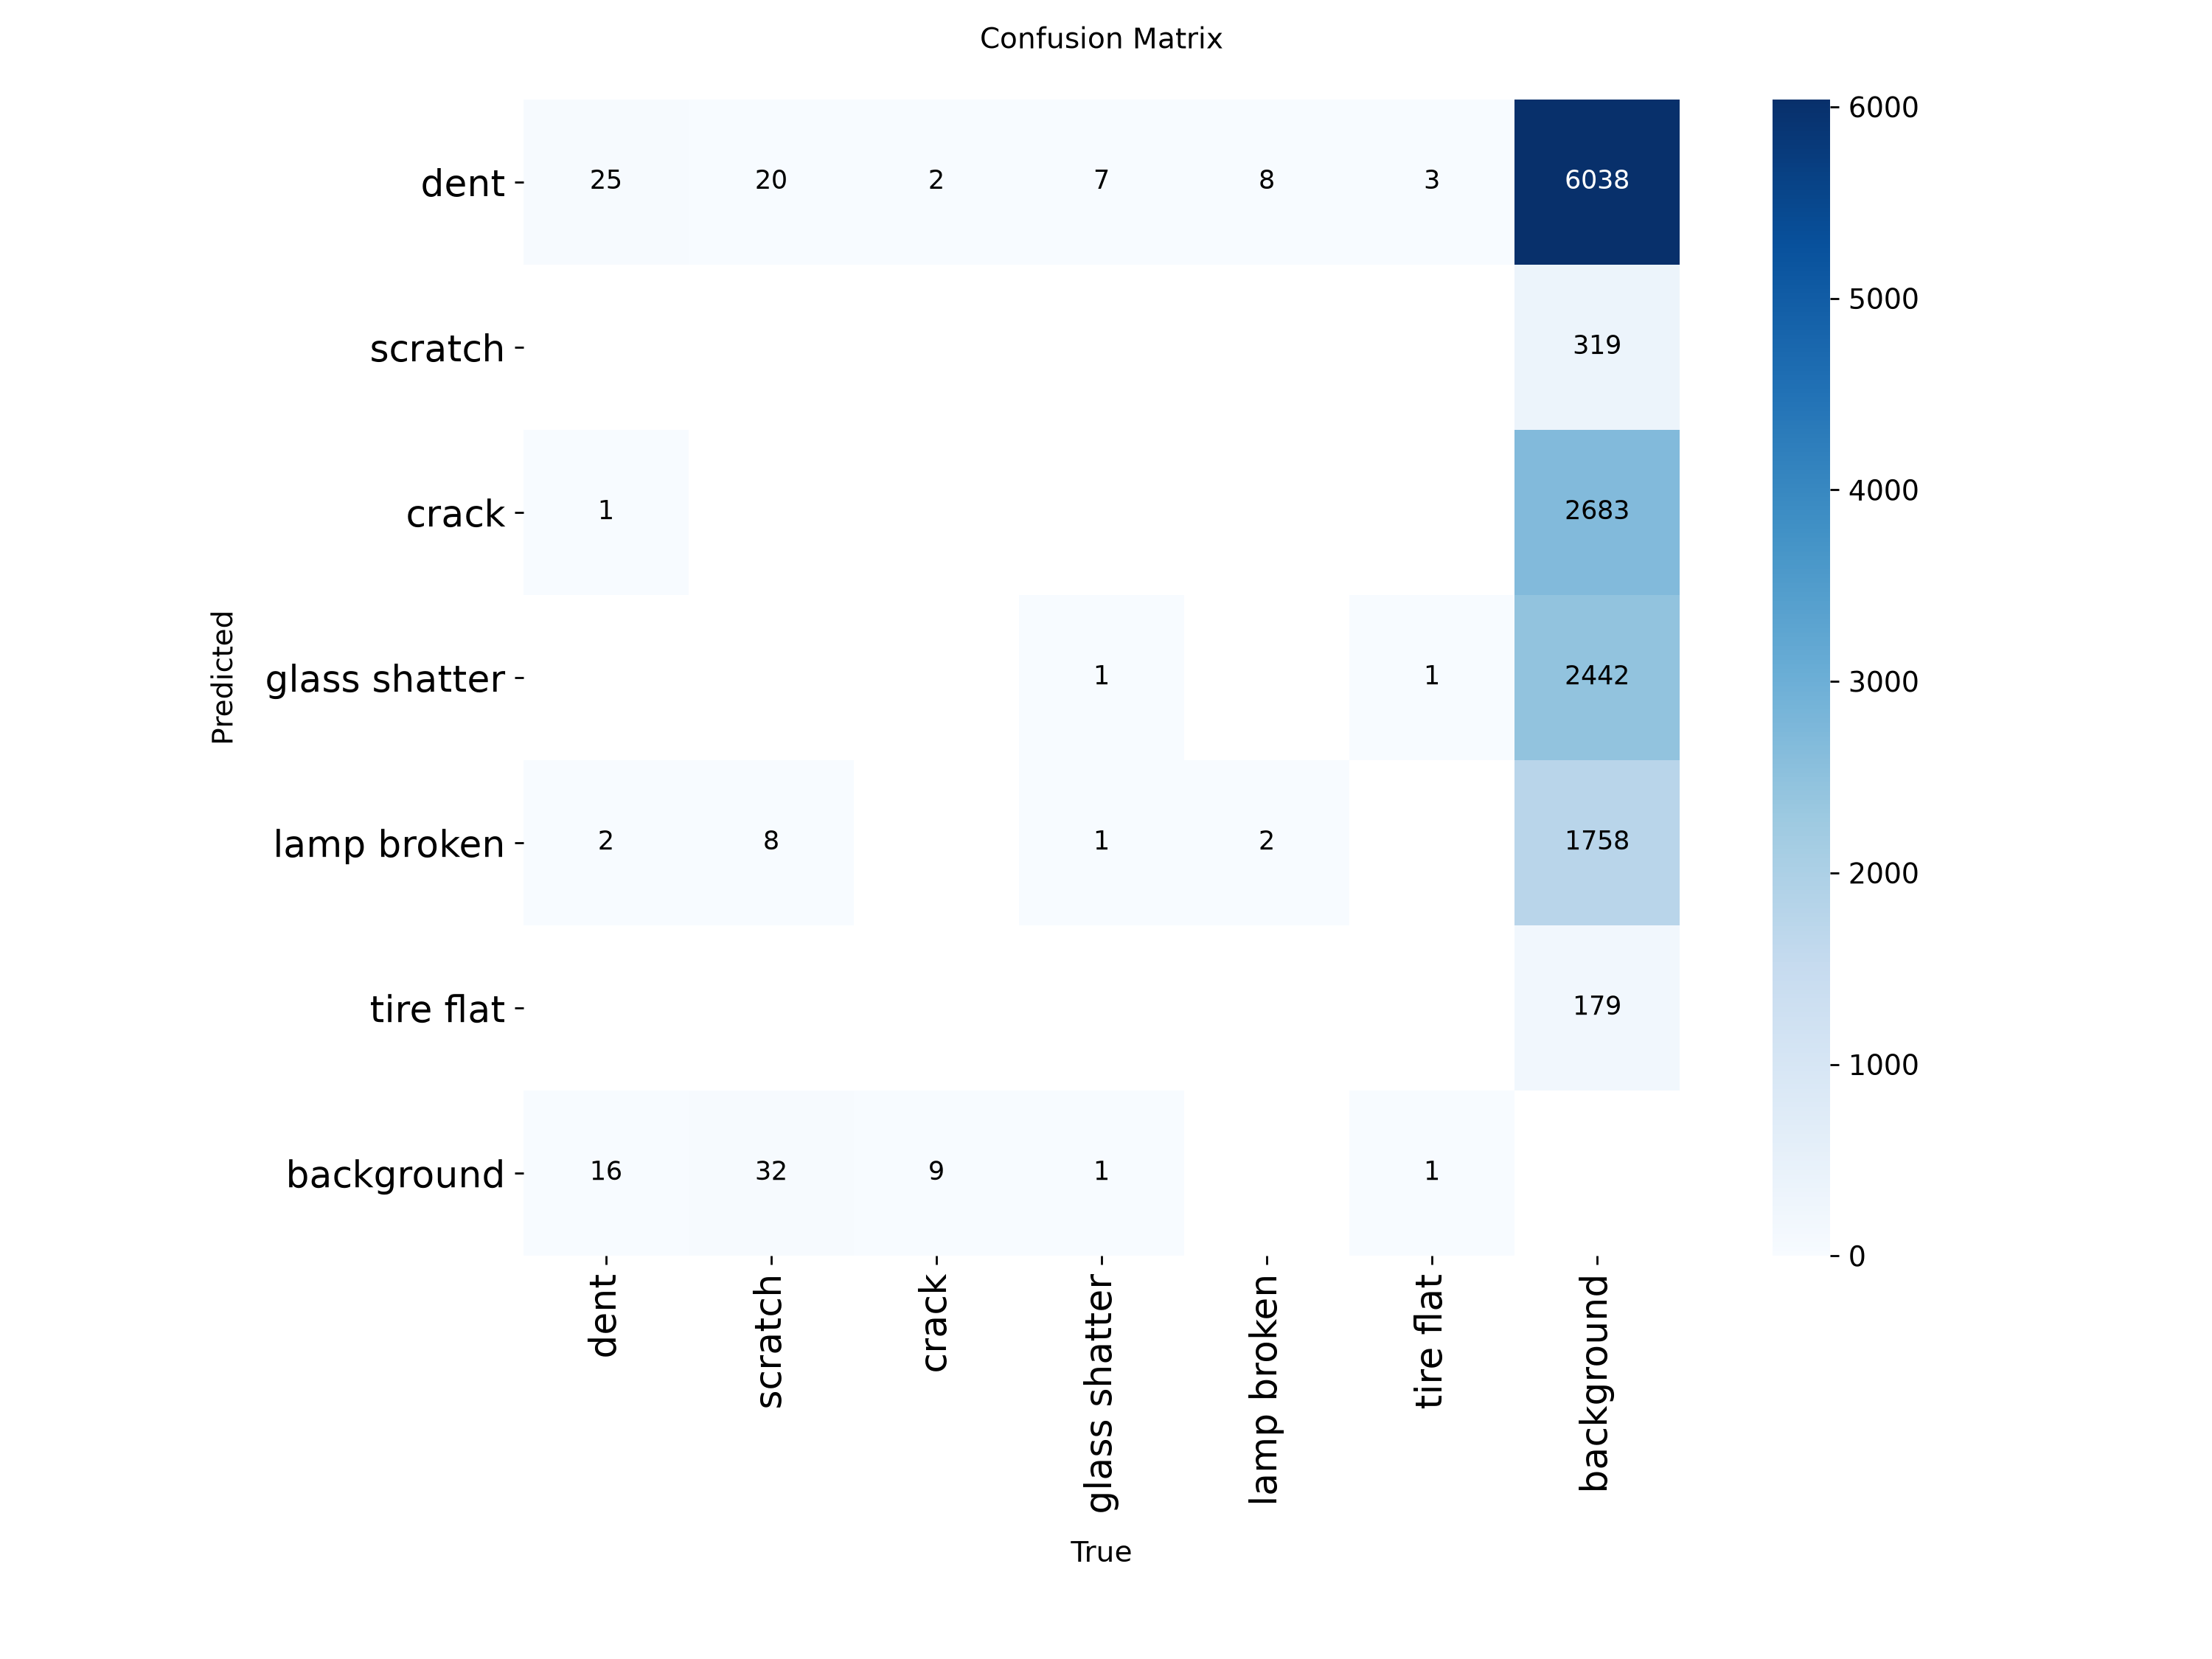 Confusion Matrix
dent 25 20 2 7 8 3 6038
scratch 319
crack 1 2683
glass shatter 1 1 2442
lamp broken 2 8 1 2 1758
tire flat 179
background 16 32 9 1 1
dent scratch crack glass shatter lamp broken tire flat background
True
Predicted
6000
5000
4000
3000
2000
1000
0